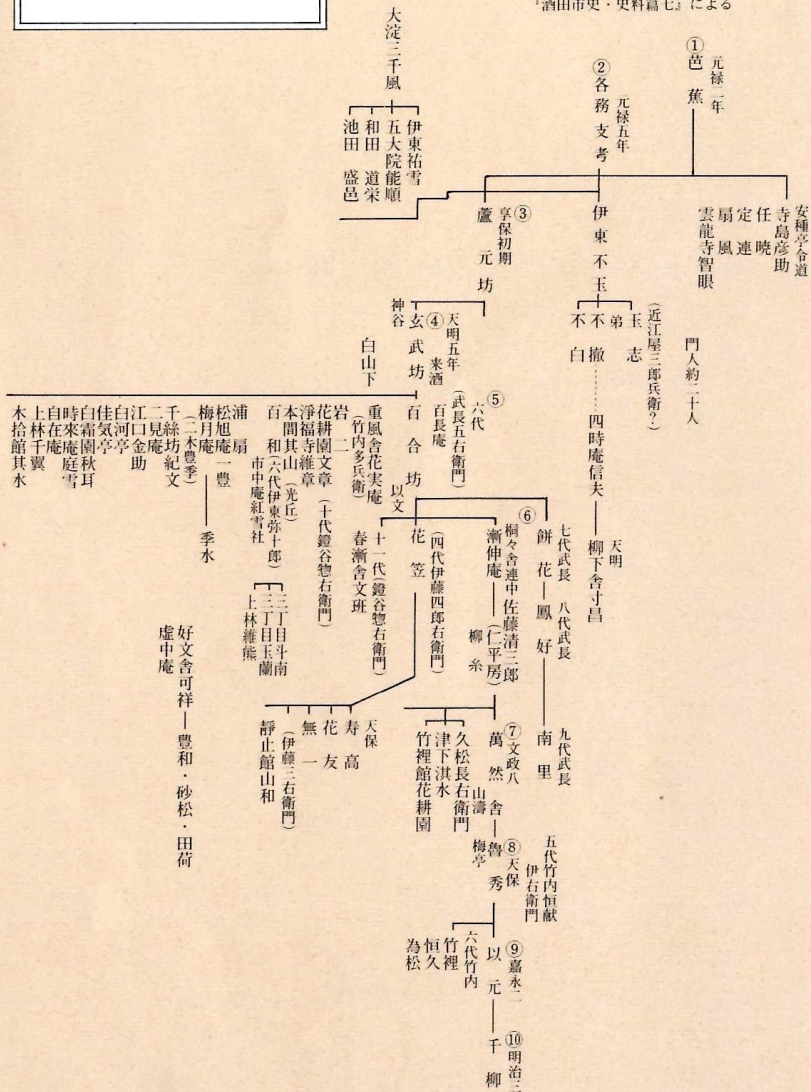 『酒田市史・史料篇七』による
①芭蕉
元禄二年
安種亭令道
寺島彦助
任暁
定連
扇風
雲龍寺智眼
門人約二十人
②各務支考
元禄五年
伊東不玉
玉志
(近江屋三郎兵衛?)
弟
不撤
不白
四時庵信夫
柳下舎寸昌
天明
大淀三千風
伊東祐雪
五大院能順
和田道栄
池田盛邑
③
享保初期
蘆元坊
④
天明五年
来酒
玄武坊
神谷
白山下
⑤
六代
(武長五右衛門)
百長庵
百合坊
以文
重風舎花実庵
(竹内多兵衛)
岩二
花耕園文章(十代鐙谷惣右衛門)
淨福寺維章
本間其山(光丘)
百和(六代伊東弥十郎)
市中庵紅雪社
二丁目斗南
三丁目玉蘭
上林維熊
浦扇
松旭庵一豊
梅月庵
季水
(二木豊季)
千絲坊紀文
二見庵
江口金助
白河亭
佳気亭
白霜園秋耳
時來庵庭雪
自在庵
上林千翼
木拾館其水
好文舎可祥―豊和・砂松・田荷
虚中庵
⑥
七代武長
餅花
八代武長
鳳好
九代武長
南里
桐々舎連中佐藤清三郎
漸伸庵
(仁平房)
柳糸
花笠
(四代伊藤四郎右衛門)
十一代(鐙谷惣右衛門)
春漸舎文班
天保
寿高
花友
無一
(伊藤三右衛門)
靜止館山和
⑦文政八
萬然舎
山濤
久松長右衛門
津下淇水
竹裡館花耕園
⑧天保
魯秀
梅亭
五代竹内恒献
伊右衛門
六代竹内
竹裡
恒久
為松
⑨嘉永二
以元
⑩明治三
千柳